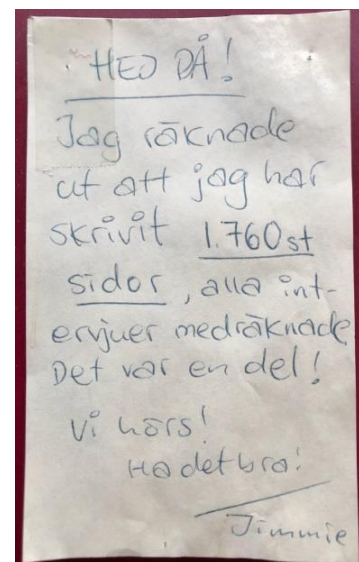 HEJ DÅ!
Jag räknade
ut att jag har
skrivit 1.760 st
sidor, alla int-
ervjuer medräknade
Det var en del!
Vi hörs!
Ha det bra!
Jimmie